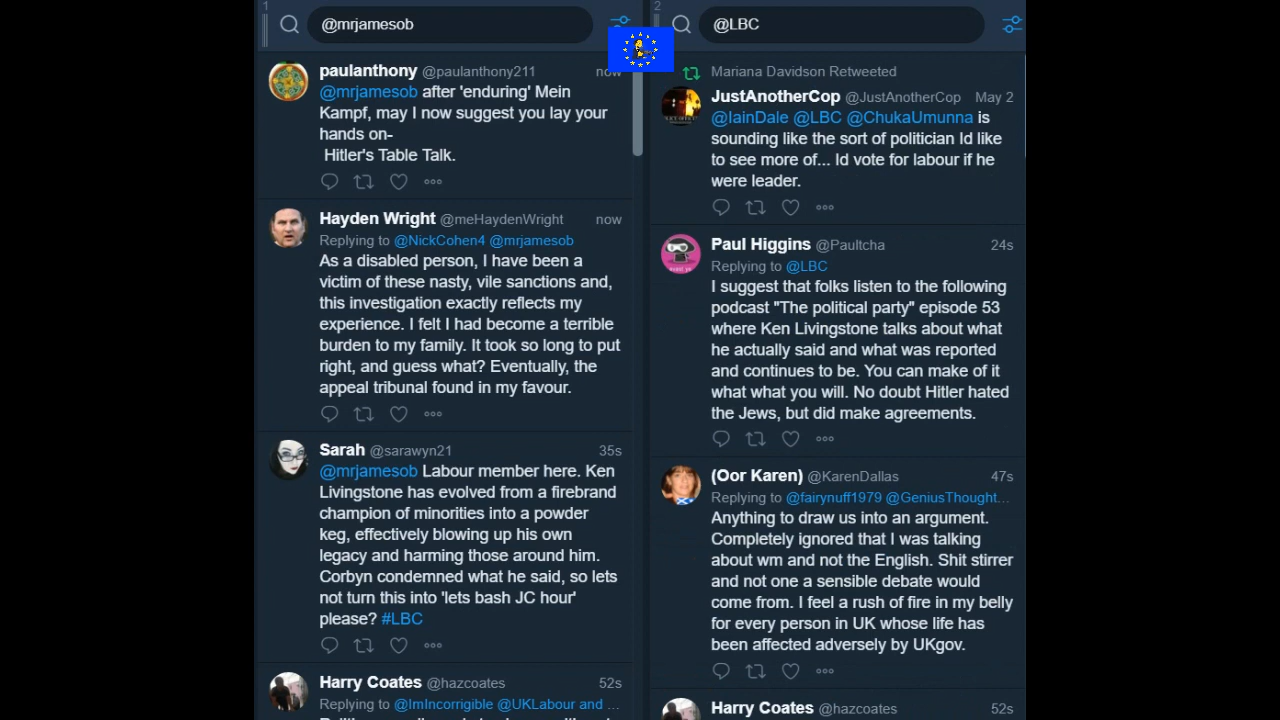 1
@mrjamesob
paulanthony @paulanthony211 now
@mrjamesob after 'enduring' Mein
Kampf, may I now suggest you lay your
hands on-
Hitler's Table Talk.
Hayden Wright @meHaydenWright now
Replying to @NickCohen4 @mrjamesob
As a disabled person, I have been a
victim of these nasty, vile sanctions and,
this investigation exactly reflects my
experience. I felt I had become a terrible
burden to my family. It took so long to put
right, and guess what? Eventually, the
appeal tribunal found in my favour.
Sarah @sarawyn21 35s
@mrjamesob Labour member here. Ken
Livingstone has evolved from a firebrand
champion of minorities into a powder
keg, effectively blowing up his own
legacy and harming those around him.
Corbyn condemned what he said, so lets
not turn this into 'lets bash JC hour'
please? #LBC
Harry Coates @hazcoates 52s
Replying to @ImIncorrigible @UKLabour and ...
2
@LBC
Mariana Davidson Retweeted
JustAnotherCop @JustAnotherCop May 2
@IainDale @LBC @ChukaUmunna is
sounding like the sort of politician Id like
to see more of... Id vote for labour if he
were leader.
Paul Higgins @Paultcha 24s
Replying to @LBC
I suggest that folks listen to the following
podcast "The political party" episode 53
where Ken Livingstone talks about what
he actually said and what was reported
and continues to be. You can make of it
what what you will. No doubt Hitler hated
the Jews, but did make agreements.
(Oor Karen) @KarenDallas 47s
Replying to @fairynuff1979 @GeniusThought...
Anything to draw us into an argument.
Completely ignored that I was talking
about wm and not the English. Shit stirrer
and not one a sensible debate would
come from. I feel a rush of fire in my belly
for every person in UK whose life has
been affected adversely by UKgov.
Harry Coates @hazcoates 52s